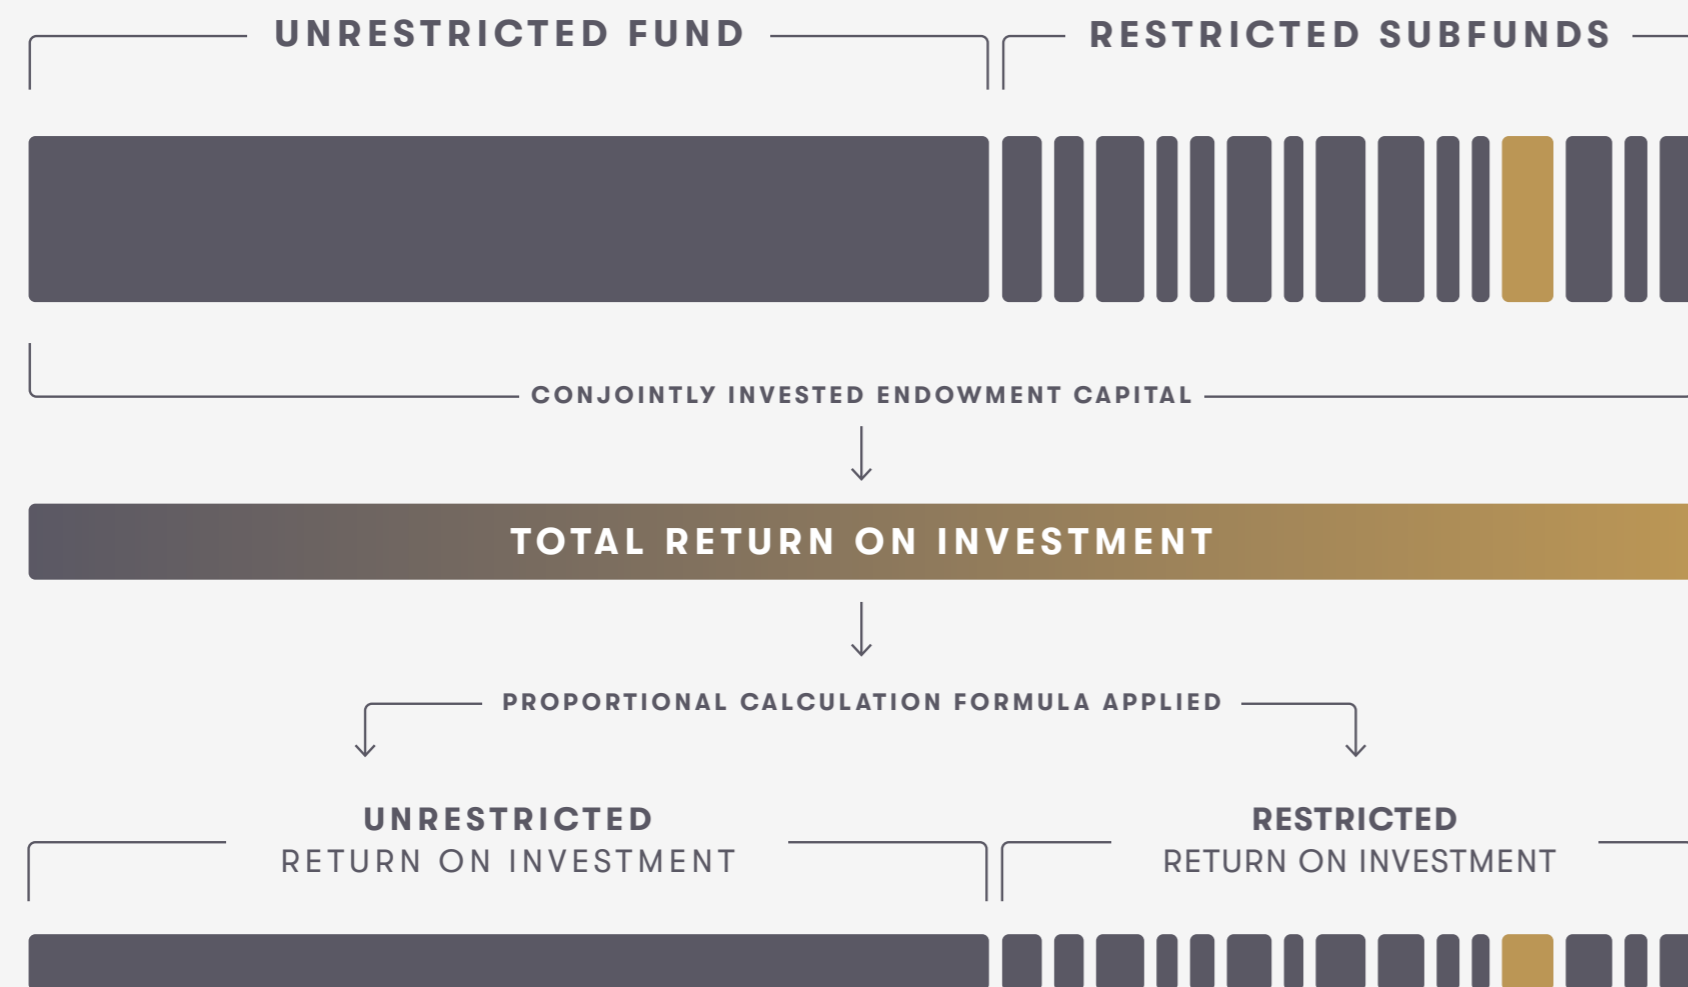 UNRESTRICTED FUND
RESTRICTED SUBFUNDS
CONJOINTLY INVESTED ENDOWMENT CAPITAL
TOTAL RETURN ON INVESTMENT
PROPORTIONAL CALCULATION FORMULA APPLIED
UNRESTRICTED
RETURN ON INVESTMENT
RESTRICTED
RETURN ON INVESTMENT